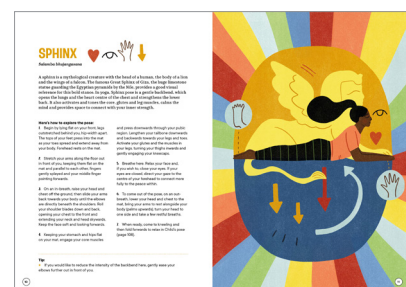 SPHINX
Salamba bhujangasana
A sphinx is a mythological creature with the head of a human, the body of a lion
and the wings of a falcon. The famous Great Sphinx of Giza, the huge limestone
statue guarding the Egyptian pyramids by the Nile, provides a good visual
reference for this bold stance. In yoga, Sphinx pose is a gentle backbend, which
opens the lungs and the heart centre of the chest and strengthens the lower
back. It also activates and tones the core, glutes and leg muscles, calms the
mind and provides space to connect with your inner strength.
Here's how to explore the pose:
1 Begin by lying flat on your front, legs
outstretched behind you, hip-width apart.
The tops of your feet press into the mat
as your toes spread and extend away from
your body. Forehead rests on the mat.
2 Stretch your arms along the floor out
in front of you, keeping them flat on the
mat and parallel to each other, fingers
gently splayed and your middle finger
pointing forwards.
3 On an in-breath, take your head and
chest off the ground, then slide your arms
back towards you until the elbows
are directly beneath the shoulders. Roll
your shoulder blades down and back,
opening your chest to the front and
extending your neck and head skywards.
Keep the face soft and looking forwards.
4 Keeping your stomach and hips flat
on your mat, engage your core muscles
and press downwards through your pubic
region. Lengthen your tailbone downwards
and backwards towards your legs and toes.
Activate your glutes and the muscles in
your legs, turning your thighs inwards and
gently engaging your kneecaps.
5 Breathe here. Relax your face and,
if you wish to, close your eyes. If your
eyes are closed, direct your gaze to the
centre of your forehead to connect more
fully to the peace within.
6 To come out of the pose, on an out-
breath, lower your head and chest to the
mat, bring your arms to rest alongside your
body (palms upwards), turn your head to
one side and take a few restful breaths.
7 When ready, come to kneeling and
then fold forwards to relax in Child's pose
Tip
If you would like to reduce the intensity of the backbend here, gently ease your
elbows further out in front of you.